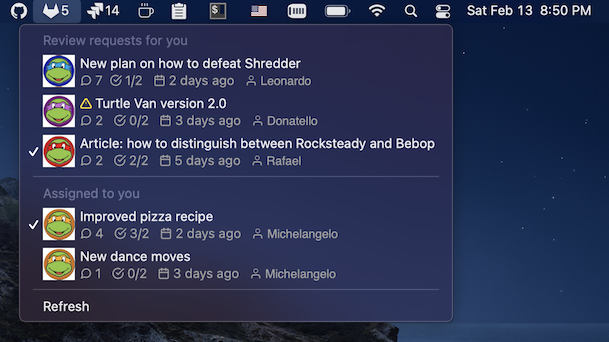 5 14 $ Sat Feb 13 8:50 PM
Review requests for you
New plan on how to defeat Shredder
7 1/2 2 days ago Leonardo
Turtle Van version 2.0
2 0/2 3 days ago Donatello
Article: how to distinguish between Rocksteady and Bebop
2 2/2 5 days ago Rafael
Assigned to you
Improved pizza recipe
4 3/2 2 days ago Michelangelo
New dance moves
1 0/2 3 days ago Michelangelo
Refresh